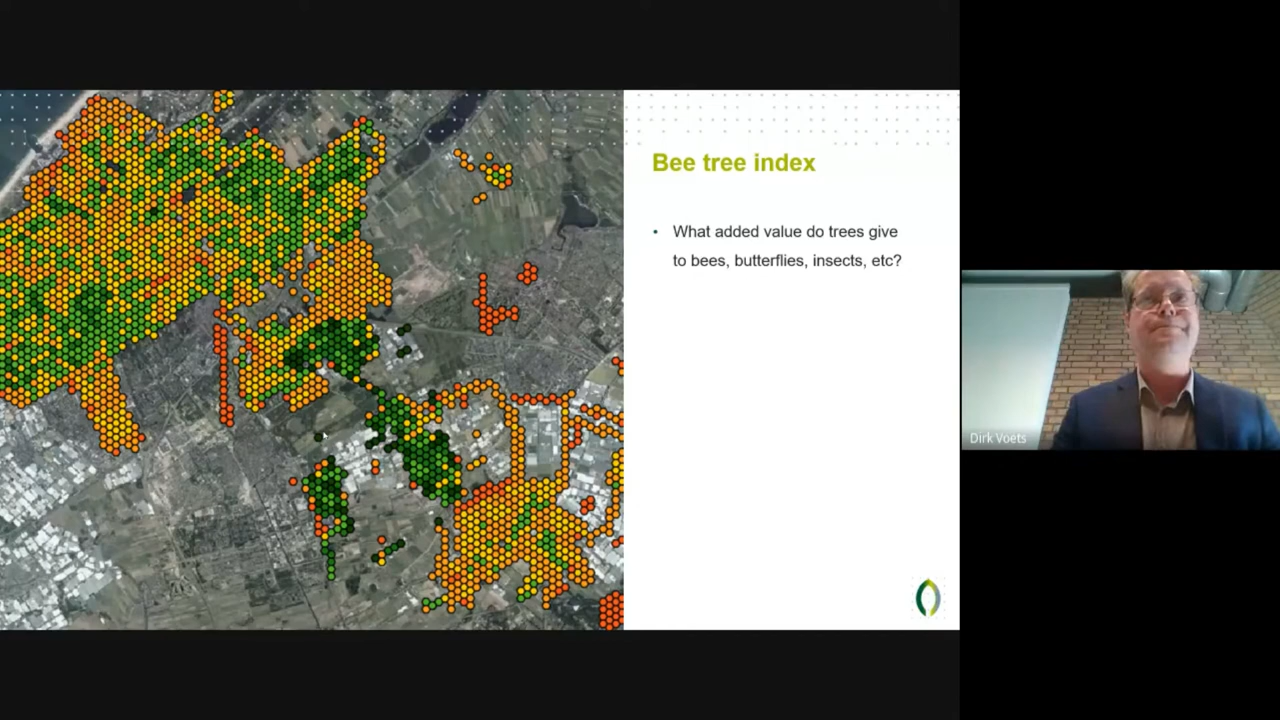 Bee tree index
• What added value do trees give
to bees, butterflies, insects, etc?
Dirk Voets